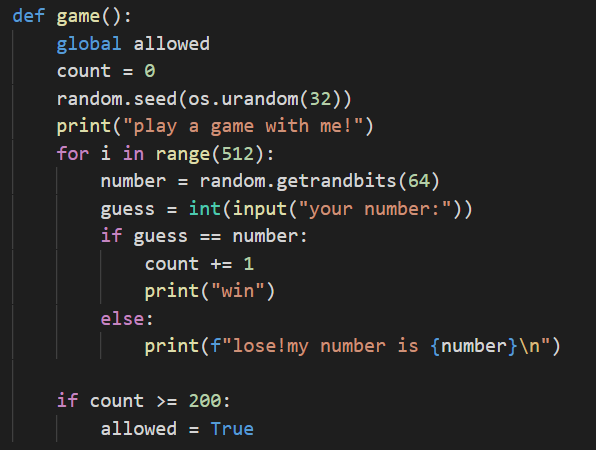 def game():
    global allowed
    count = 0
    random.seed(os.urandom(32))
    print("play a game with me!")
    for i in range(512):
        number = random.getrandbits(64)
        guess = int(input("your number:"))
        if guess == number:
            count += 1
            print("win")
        else:
            print(f"lose!my number is {number}\n")

    if count >= 200:
        allowed = True